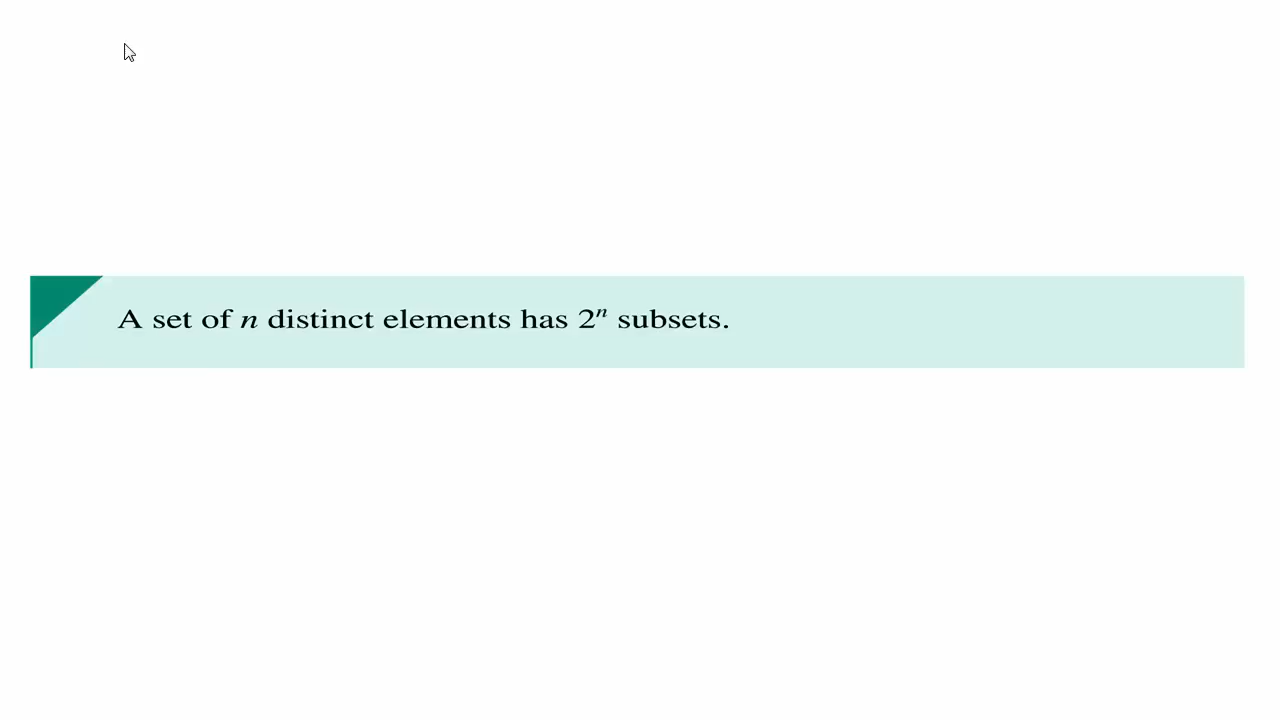 A set of n distinct elements has 2ⁿ subsets.